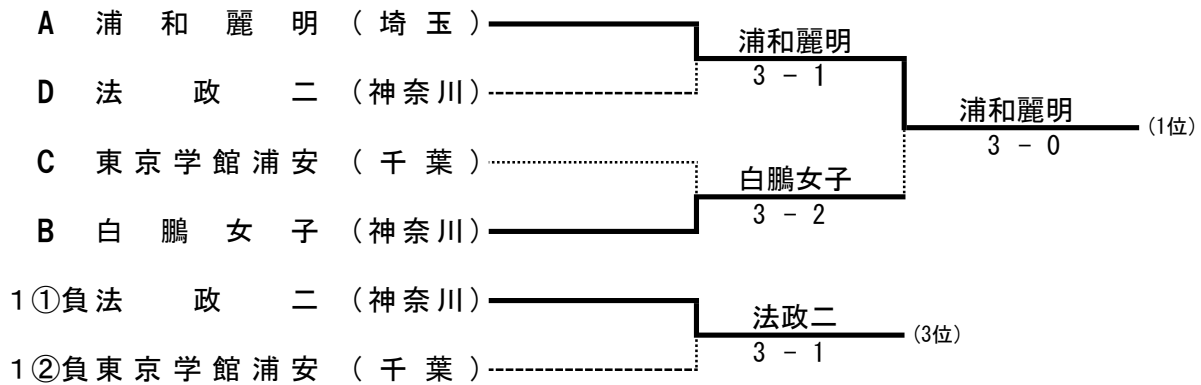 A 浦和麗明 (埼玉)
浦和麗明
3 - 1
D 法政二 (神奈川)
浦和麗明 (1位)
3 - 0
C 東京学館浦安 (千葉)
白鵬女子
3 - 2
B 白鵬女子 (神奈川)
1①負 法政二 (神奈川)
法政二 (3位)
3 - 1
1②負 東京学館浦安 (千葉)